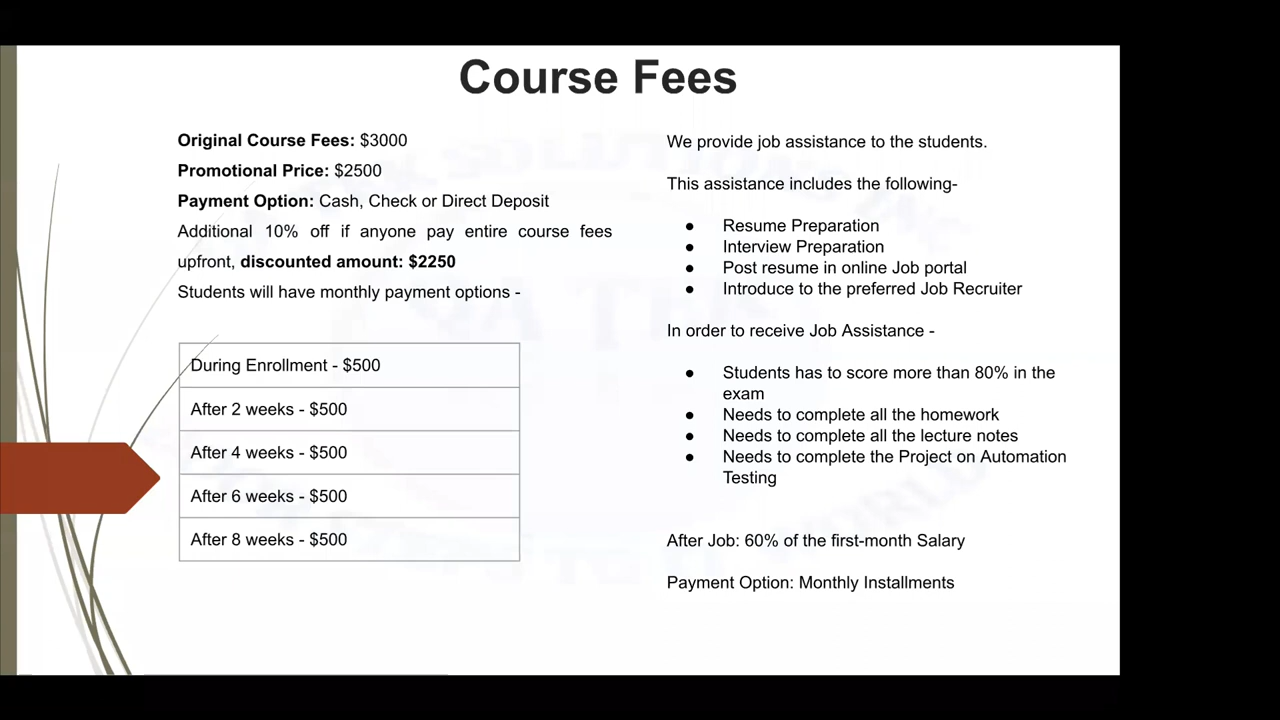 Course Fees
Original Course Fees: $3000
Promotional Price: $2500
Payment Option: Cash, Check or Direct Deposit
Additional 10% off if anyone pay entire course fees
upfront, discounted amount: $2250
Students will have monthly payment options -
During Enrollment - $500
After 2 weeks - $500
After 4 weeks - $500
After 6 weeks - $500
After 8 weeks - $500
We provide job assistance to the students.
This assistance includes the following-
● Resume Preparation
● Interview Preparation
● Post resume in online Job portal
● Introduce to the preferred Job Recruiter
In order to receive Job Assistance -
● Students has to score more than 80% in the
exam
● Needs to complete all the homework
● Needs to complete all the lecture notes
● Needs to complete the Project on Automation
Testing
After Job: 60% of the first-month Salary
Payment Option: Monthly Installments